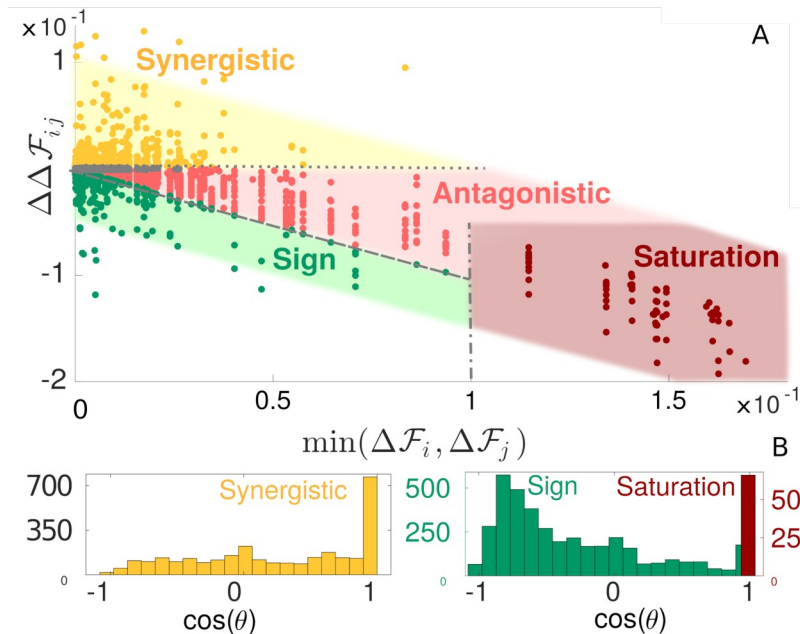 ×10⁻¹
A
1
Synergistic
ΔΔℱᵢⱼ
Antagonistic
Sign
Saturation
-1
-2
0
0.5
1
1.5
×10⁻¹
min(Δℱᵢ, Δℱⱼ)
B
700
350
0
Synergistic
-1
0
1
cos(θ)
500
250
0
Sign
Saturation
50
25
0
-1
0
1
cos(θ)